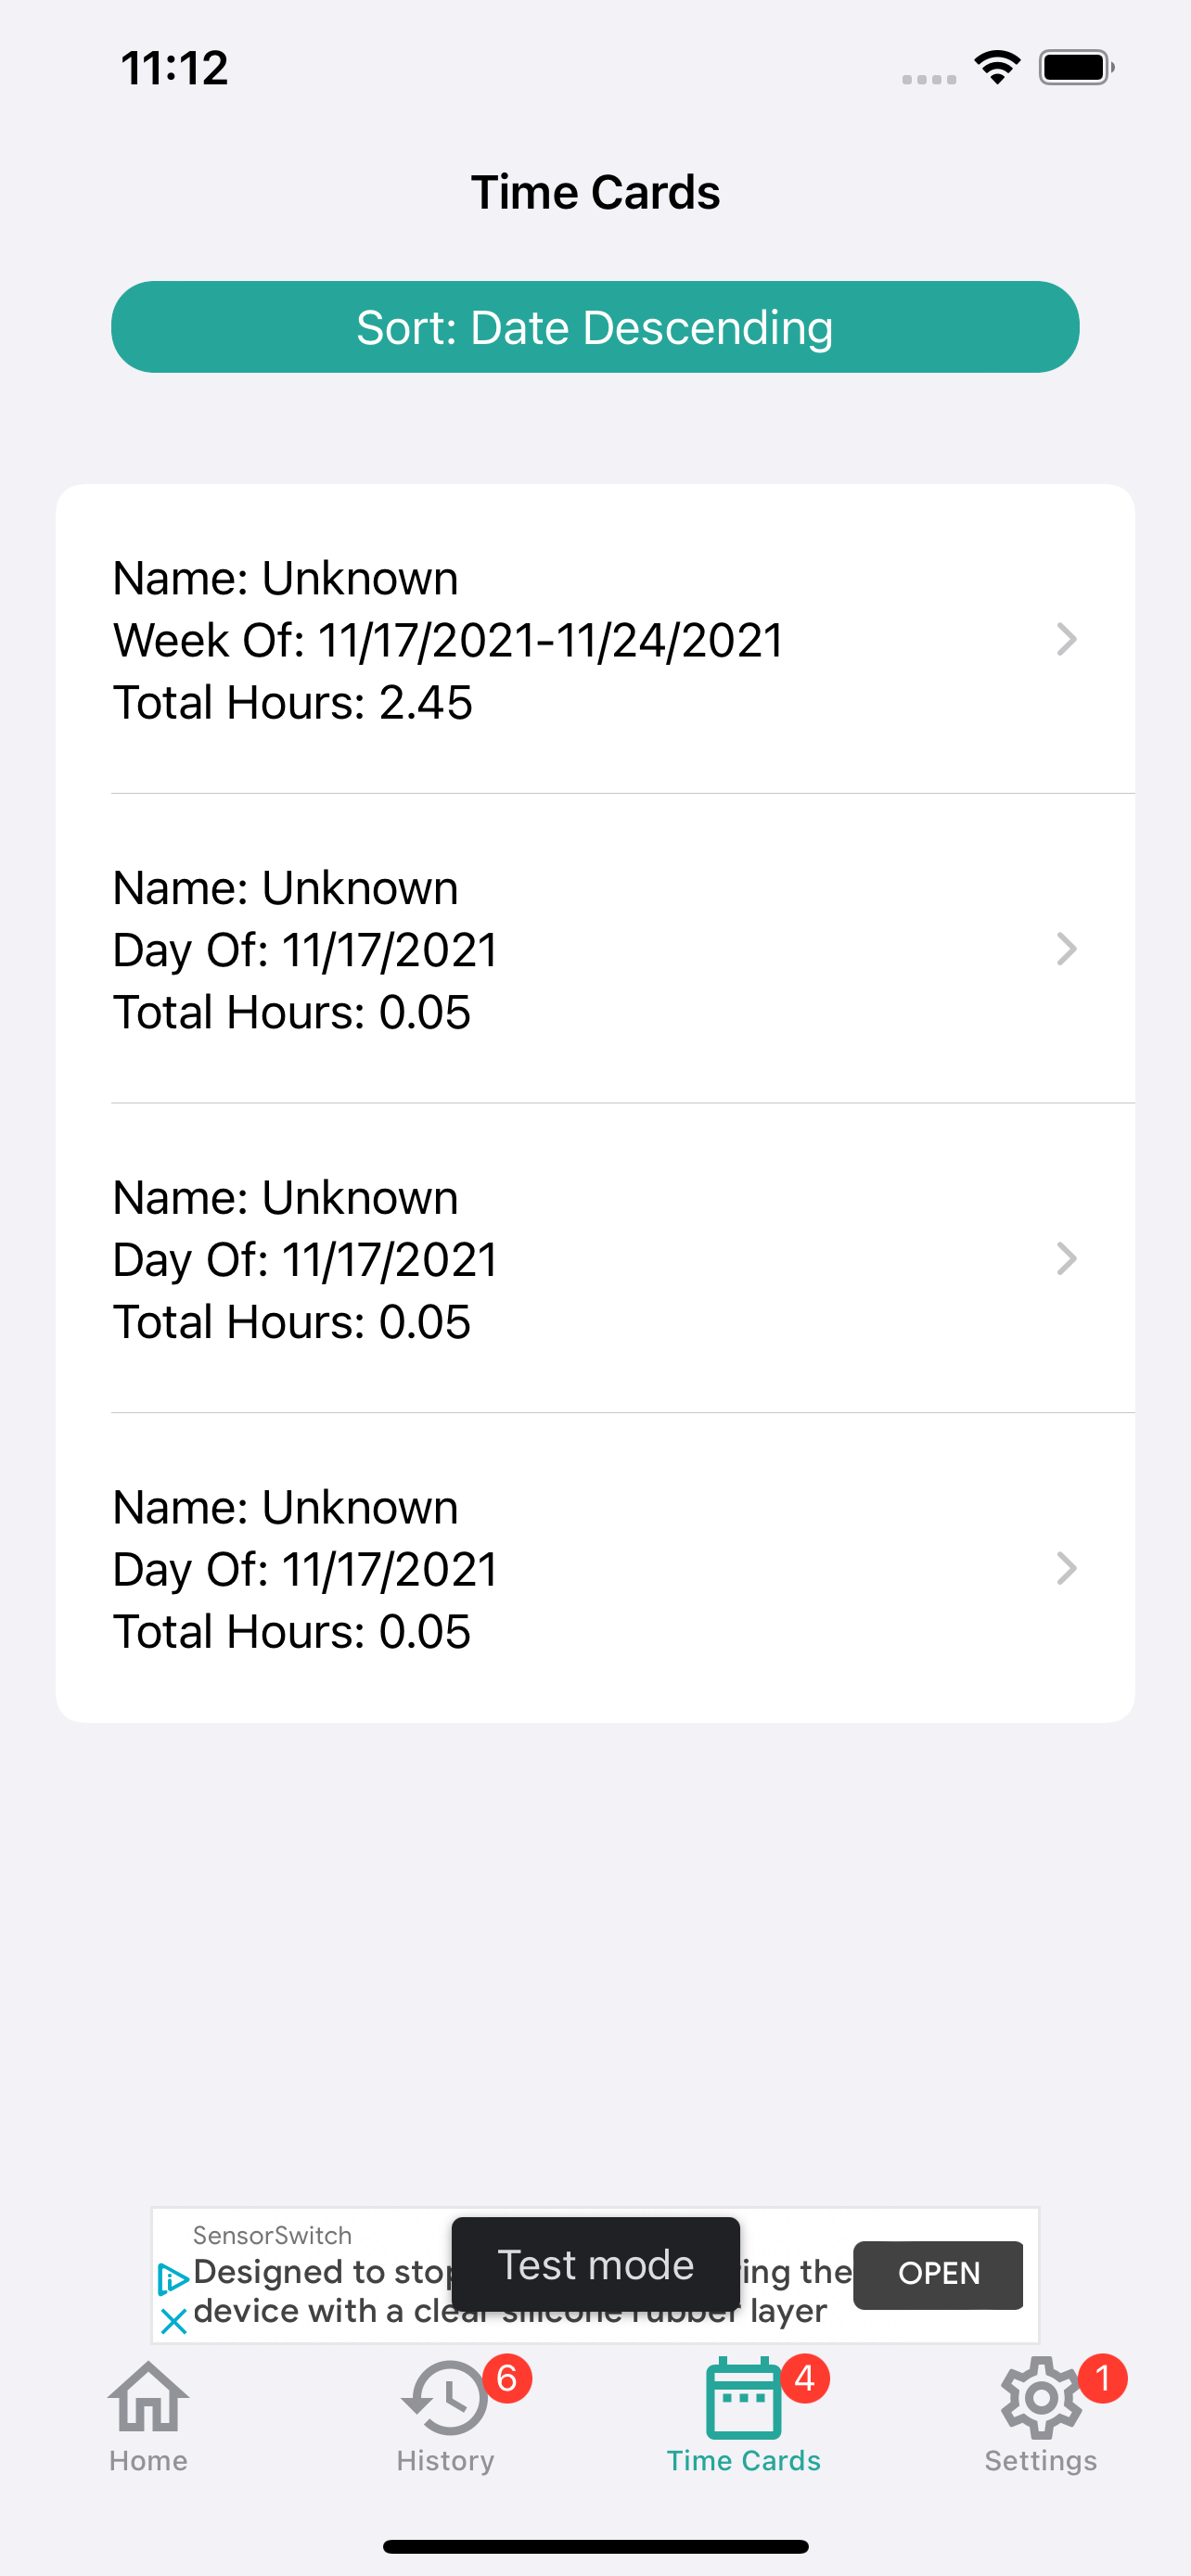 11:12
Time Cards
Sort: Date Descending
Name: Unknown
Week Of: 11/17/2021-11/24/2021
Total Hours: 2.45
Name: Unknown
Day Of: 11/17/2021
Total Hours: 0.05
Name: Unknown
Day Of: 11/17/2021
Total Hours: 0.05
Name: Unknown
Day Of: 11/17/2021
Total Hours: 0.05
SensorSwitch
Designed to stop ing the
device with a clear silicone rubber layer
Test mode
OPEN
6
4
1
Home
History
Time Cards
Settings